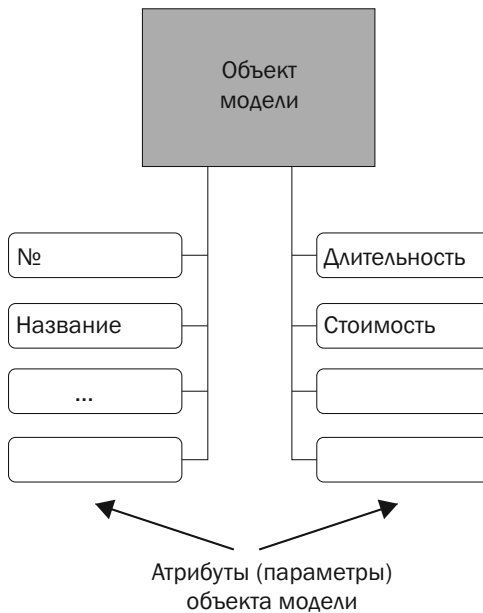 Объект
модели
№
Длительность
Название
Стоимость
...
Атрибуты (параметры)
объекта модели